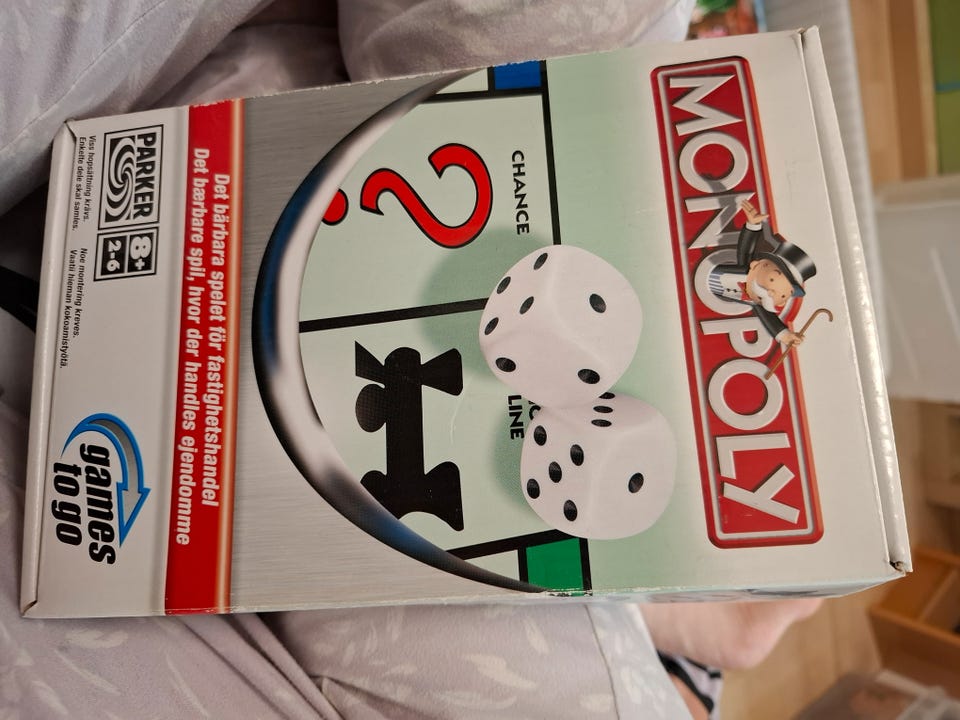 MONOPOLY
CHANCE
LINE
Det bärbara spelet för fastighetshandel
Det bærbare spil, hvor der handles ejendomme
PARKER
8+
2-6
Viss hopsättning krävs.
Enkelte dele skal samles.
Noe montering kreves.
Vaatii hieman kokoamistyötä.
games
to go